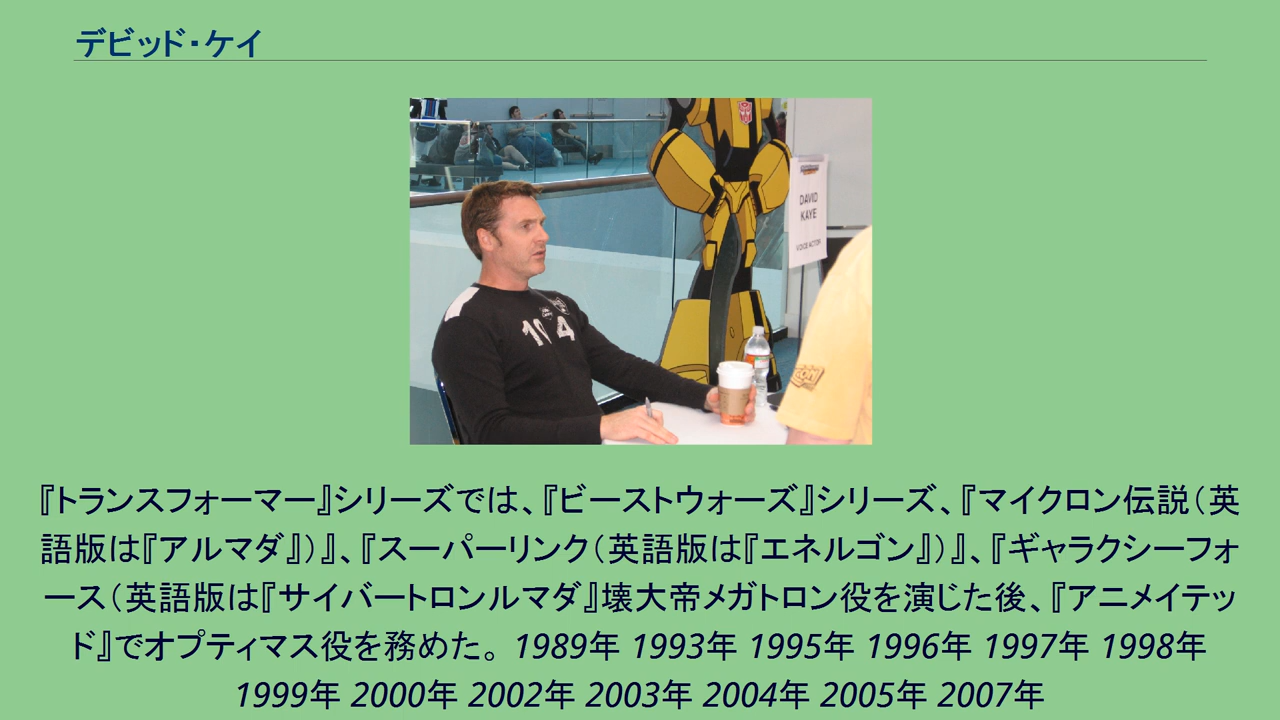 デビッド・ケイ
DAVID
KAYE
VOICE ACTOR
『トランスフォーマー』シリーズでは、『ビーストウォーズ』シリーズ、『マイクロン伝説（英
語版は『アルマダ』）』、『スーパーリンク（英語版は『エネルゴン』）』、『ギャラクシーフォ
ース（英語版は『サイバートロンルマダ』壊大帝メガトロン役を演じた後、『アニメイテッ
ド』でオプティマス役を務めた。 1989年 1993年 1995年 1996年 1997年 1998年
1999年 2000年 2002年 2003年 2004年 2005年 2007年